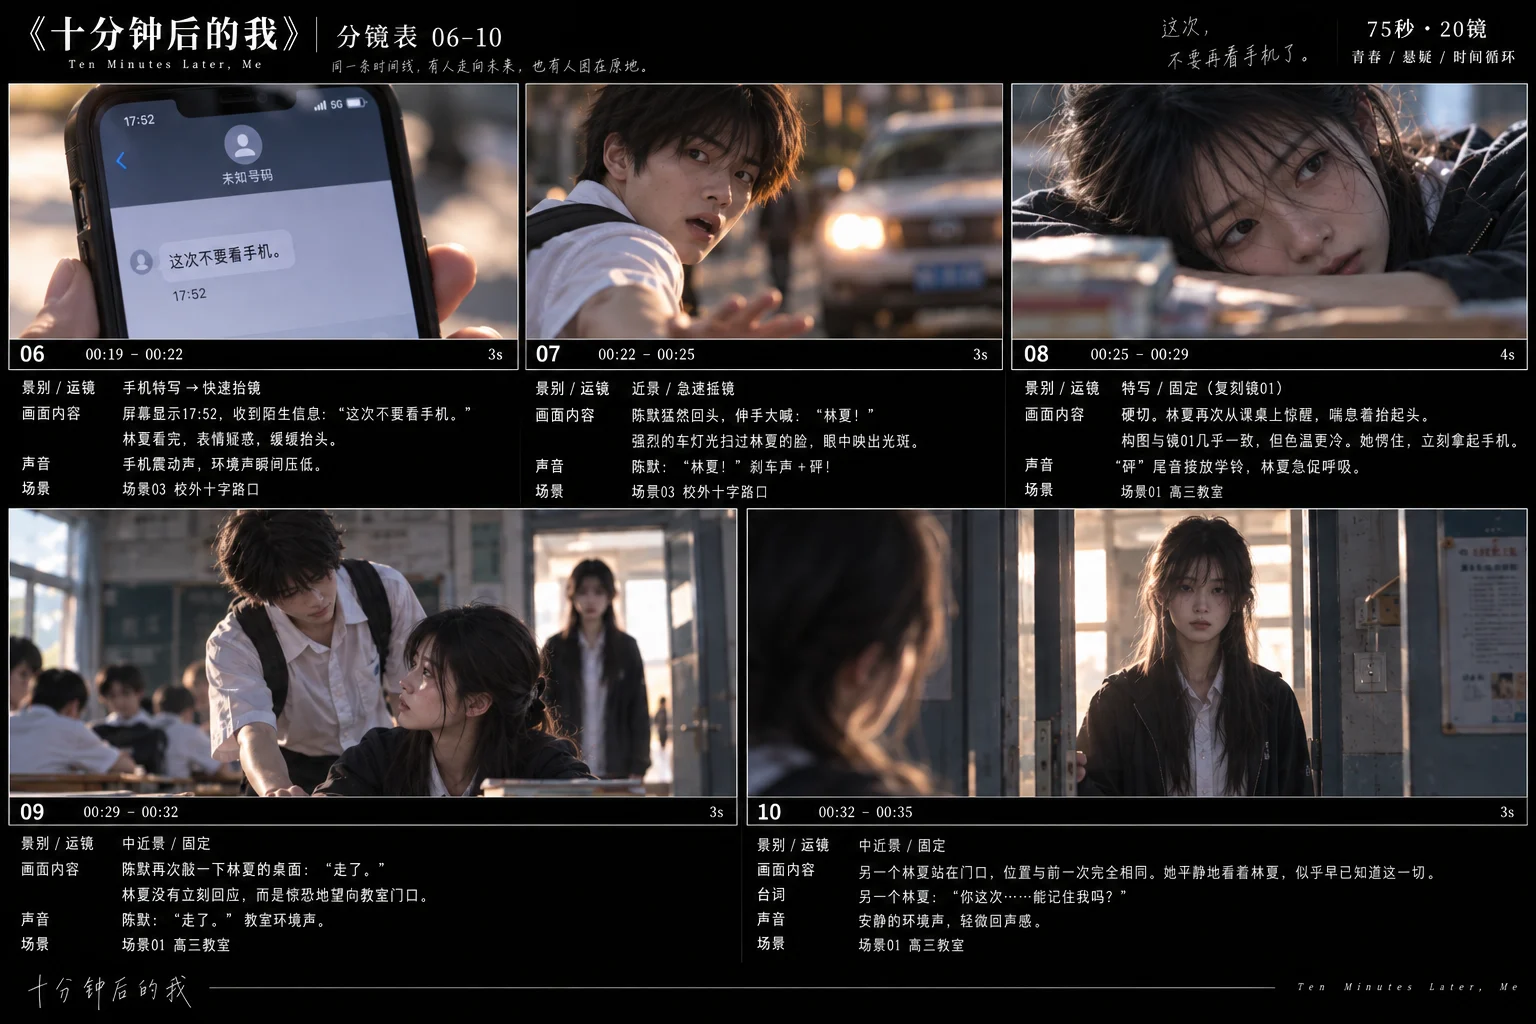 《十分钟后的我》
Ten Minutes Later, Me
分镜表 06-10
同一条时间线，有人走向未来，也有人困在原地。
这次，
不要再看手机了。
75秒·20镜
青春 / 悬疑 / 时间循环
17:52
5G
未知号码
这次不要看手机。
17:52
06 00:19 - 00:22 3s
景别 / 运镜 手机特写 → 快速抬镜
画面内容 屏幕显示17:52，收到陌生信息：“这次不要看手机。”
林夏看完，表情疑惑，缓缓抬头。
声音 手机震动声，环境声瞬间压低。
场景 场景03 校外十字路口
07 00:22 - 00:25 3s
景别 / 运镜 近景 / 急速摇镜
画面内容 陈默猛然回头，伸手大喊：“林夏！”
强烈的车灯光扫过林夏的脸，眼中映出光斑。
声音 陈默：“林夏！”刹车声 + 砰！
场景 场景03 校外十字路口
08 00:25 - 00:29 4s
景别 / 运镜 特写 / 固定（复刻镜01）
画面内容 硬切。林夏再次从课桌上惊醒，喘息着抬起头。
构图与镜01几乎一致，但色温更冷。她愣住，立刻拿起手机。
声音 “砰”尾音接放学铃，林夏急促呼吸。
场景 场景01 高三教室
09 00:29 - 00:32 3s
景别 / 运镜 中近景 / 固定
画面内容 陈默再次敲一下林夏的桌面：“走了。”
林夏没有立刻回应，而是惊恐地望向教室门口。
声音 陈默：“走了。” 教室环境声。
场景 场景01 高三教室
10 00:32 - 00:35 3s
景别 / 运镜 中近景 / 固定
画面内容 另一个林夏站在门口，位置与前一次完全相同。她平静地看着林夏，似乎早已知道这一切。
台词 另一个林夏：“你这次……能记住我吗？”
声音 安静的环境声，轻微回声感。
场景 场景01 高三教室
十分钟后的我
Ten Minutes Later, Me